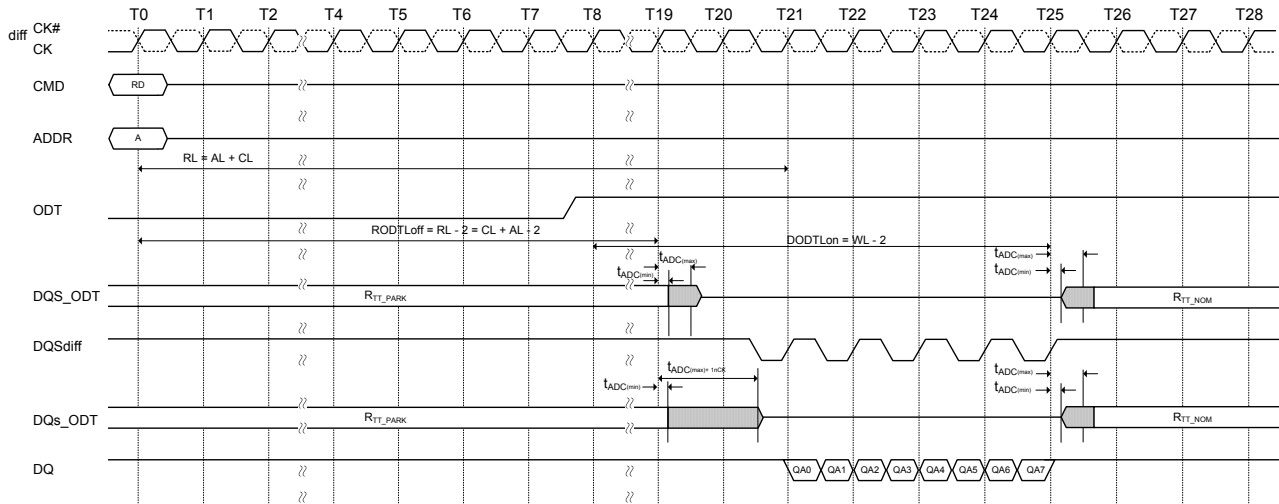 T0 T1 T2 T4 T5 T6 T7 T8 T19 T20 T21 T22 T23 T24 T25 T26 T27 T28
diff CK#
CK
CMD RD
ADDR A
RL = AL + CL
ODT
RODTLoff = RL - 2 = CL + AL - 2
DODTLon = WL - 2
tADC(max) tADC(max)
tADC(min) tADC(min)
DQS_ODT RTT_PARK RTT_NOM
DQSdiff
tADC(max)+ 1nCK tADC(max)
tADC(min) tADC(min)
DQs_ODT RTT_PARK RTT_NOM
DQ QA0 QA1 QA2 QA3 QA4 QA5 QA6 QA7